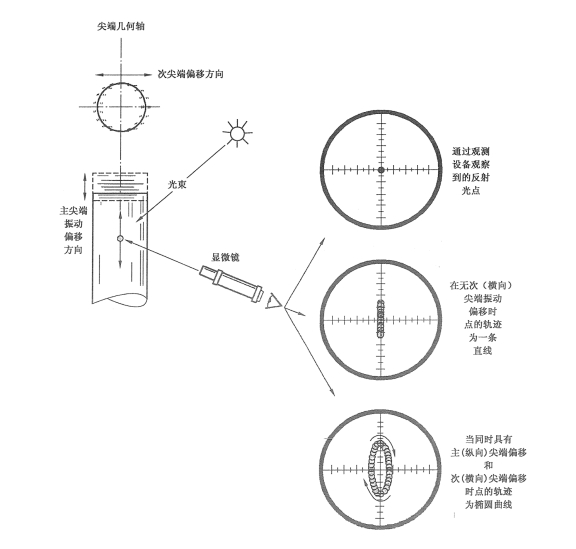 尖端几何轴
次尖端偏移方向
光束
主尖端
振动
偏移
方向
显微镜
通过观测
设备观察
到的反射
光点
在无次（横向）
尖端振动
偏移时
点的轨迹
为一条
直线
当同时具有
主(纵向)尖端偏移
和
次(横向)尖端偏移
时点的轨迹
为椭圆曲线